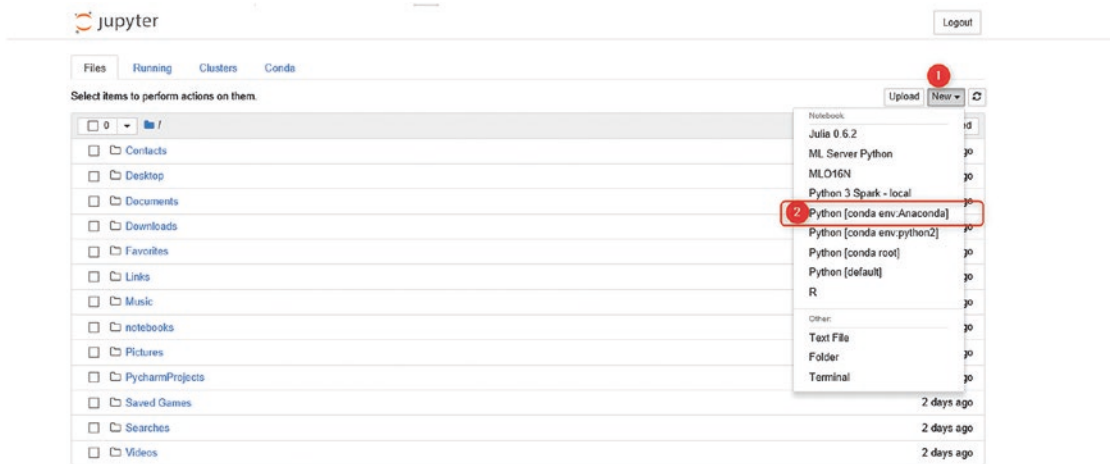 jupyter
Logout
Files Running Clusters Conda
1
Select items to perform actions on them.
Upload New
0 /
Notebook:
Julia 0.6.2
ML Server Python
MLO16N
Python 3 Spark - local
2 Python [conda env:Anaconda]
Python [conda env:python2]
Python [conda root]
Python [default]
R
Other:
Text File
Folder
Terminal
Contacts
Desktop
Documents
Downloads
Favorites
Links
Music
notebooks
Pictures
PycharmProjects
Saved Games 2 days ago
Searches 2 days ago
Videos 2 days ago